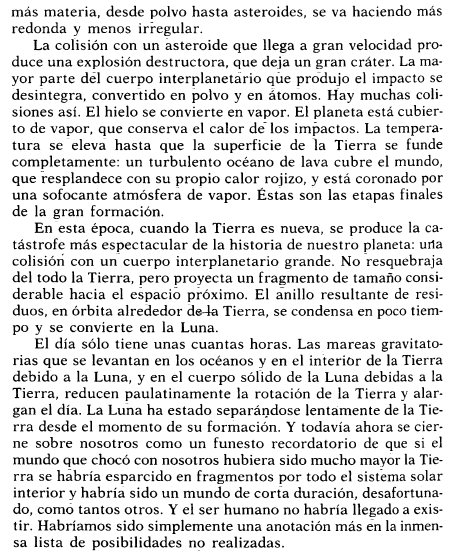 más materia, desde polvo hasta asteroides, se va haciendo más
redonda y menos irregular.
La colisión con un asteroide que llega a gran velocidad pro-
duce una explosión destructora, que deja un gran cráter. La ma-
yor parte del cuerpo interplanetario que produjo el impacto se
desintegra, convertido en polvo y en átomos. Hay muchas coli-
siones así. El hielo se convierte en vapor. El planeta está cubier-
to de vapor, que conserva el calor de los impactos. La tempera-
tura se eleva hasta que la superficie de la Tierra se funde
completamente: un turbulento océano de lava cubre el mundo,
que resplandece con su propio calor rojizo, y está coronado por
una sofocante atmósfera de vapor. Éstas son las etapas finales
de la gran formación.
En esta época, cuando la Tierra es nueva, se produce la ca-
tástrofe más espectacular de la historia de nuestro planeta: una
colisión con un cuerpo interplanetario grande. No resquebraja
del todo la Tierra, pero proyecta un fragmento de tamaño consi-
derable hacia el espacio próximo. El anillo resultante de resi-
duos, en órbita alrededor de la Tierra, se condensa en poco tiem-
po y se convierte en la Luna.
El día sólo tiene unas cuantas horas. Las mareas gravitato-
rias que se levantan en los océanos y en el interior de la Tierra
debido a la Luna, y en el cuerpo sólido de la Luna debidas a la
Tierra, reducen paulatinamente la rotación de la Tierra y alar-
gan el día. La Luna ha estado separándose lentamente de la Tie-
rra desde el momento de su formación. Y todavía ahora se cier-
ne sobre nosotros como un funesto recordatorio de que si el
mundo que chocó con nosotros hubiera sido mucho mayor la Tie-
rra se habría esparcido en fragmentos por todo el sistema solar
interior y habría sido un mundo de corta duración, desafortuna-
do, como tantos otros. Y el ser humano no habría llegado a exis-
tir. Habríamos sido simplemente una anotación más en la inmen-
sa lista de posibilidades no realizadas.